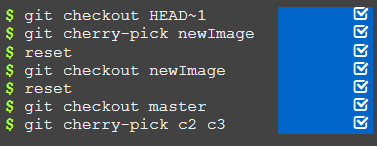 $ git checkout HEAD~1
$ git cherry-pick newImage
$ reset
$ git checkout newImage
$ reset
$ git checkout master
$ git cherry-pick c2 c3